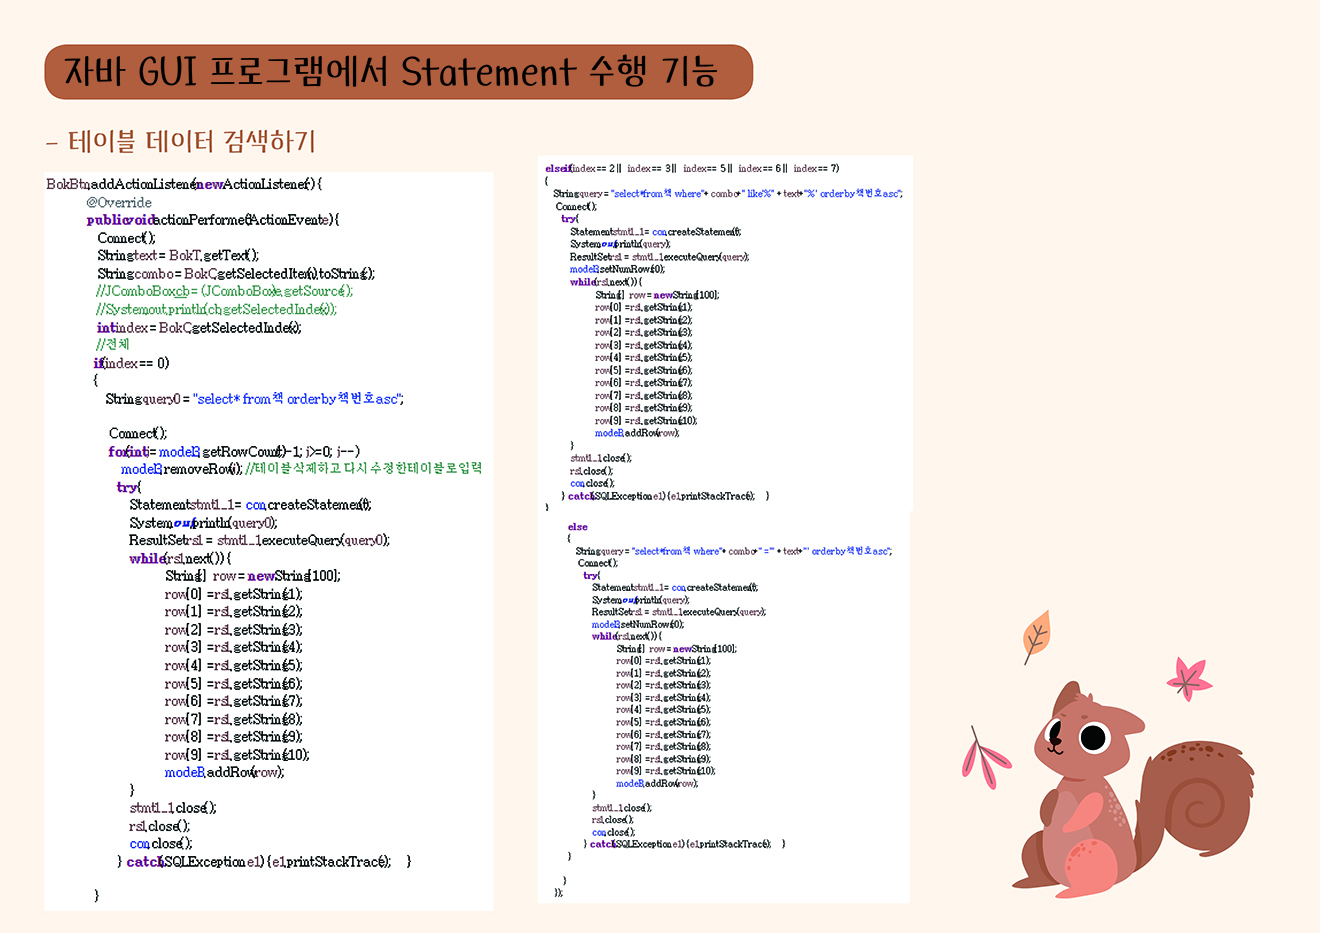 자바 GUI 프로그램에서 Statement 수행 기능
– 테이블 데이터 검색하기
BokBtn.addActionListener(new ActionListener(){
@Override
public void actionPerformed(ActionEvent e){
Connect();
String text = BokT.getText();
String combo = BokC.getSelectedItem().toString();
//JComboBox cb = (JComboBox)e.getSource();
//System.out.println(cb.getSelectedIndex());
int index = BokC.getSelectedIndex();
//전체
if(index == 0)
{
String query0 = "select * from 책 order by 책번호 asc";
Connect();
for(int j= modelB.getRowCount()-1; j>=0; j--)
modelB.removeRow(j); //테이블 삭제하고 다시 수정한 테이블로 입력
try{
Statement stmt1_1 = con.createStatement();
System.out.println(query0);
ResultSet rs1 = stmt1_1.executeQuery(query0);
while(rs1.next()){
String[] row = new String[100];
row[0] =rs1.getString(1);
row[1] =rs1.getString(2);
row[2] =rs1.getString(3);
row[3] =rs1.getString(4);
row[4] =rs1.getString(5);
row[5] =rs1.getString(6);
row[6] =rs1.getString(7);
row[7] =rs1.getString(8);
row[8] =rs1.getString(9);
row[9] =rs1.getString(10);
modelB.addRow(row);
}
stmt1_1.close();
rs1.close();
con.close();
} catch(SQLException e1){e1.printStackTrace(); }
}
else if(index == 2 || index == 3 || index == 5 || index == 6 || index == 7)
{
String query = "select *from 책 where "+ combo+" like '%" + text+"%' order by 책번호 asc";
Connect();
try{
Statement stmt1_1 = con.createStatement();
System.out.println(query);
ResultSet rs1 = stmt1_1.executeQuery(query);
modelB.setNumRows(0);
while(rs1.next()){
String[] row = new String[100];
row[0] =rs1.getString(1);
row[1] =rs1.getString(2);
row[2] =rs1.getString(3);
row[3] =rs1.getString(4);
row[4] =rs1.getString(5);
row[5] =rs1.getString(6);
row[6] =rs1.getString(7);
row[7] =rs1.getString(8);
row[8] =rs1.getString(9);
row[9] =rs1.getString(10);
modelB.addRow(row);
}
stmt1_1.close();
rs1.close();
con.close();
} catch(SQLException e1){e1.printStackTrace(); }
}
else
{
String query = "select *from 책 where "+ combo+" ='" + text+"' order by 책번호 asc";
Connect();
try{
Statement stmt1_1 = con.createStatement();
System.out.println(query);
ResultSet rs1 = stmt1_1.executeQuery(query);
modelB.setNumRows(0);
while(rs1.next()){
String[] row = new String[100];
row[0] =rs1.getString(1);
row[1] =rs1.getString(2);
row[2] =rs1.getString(3);
row[3] =rs1.getString(4);
row[4] =rs1.getString(5);
row[5] =rs1.getString(6);
row[6] =rs1.getString(7);
row[7] =rs1.getString(8);
row[8] =rs1.getString(9);
row[9] =rs1.getString(10);
modelB.addRow(row);
}
stmt1_1.close();
rs1.close();
con.close();
} catch(SQLException e1){e1.printStackTrace(); }
}
}
});